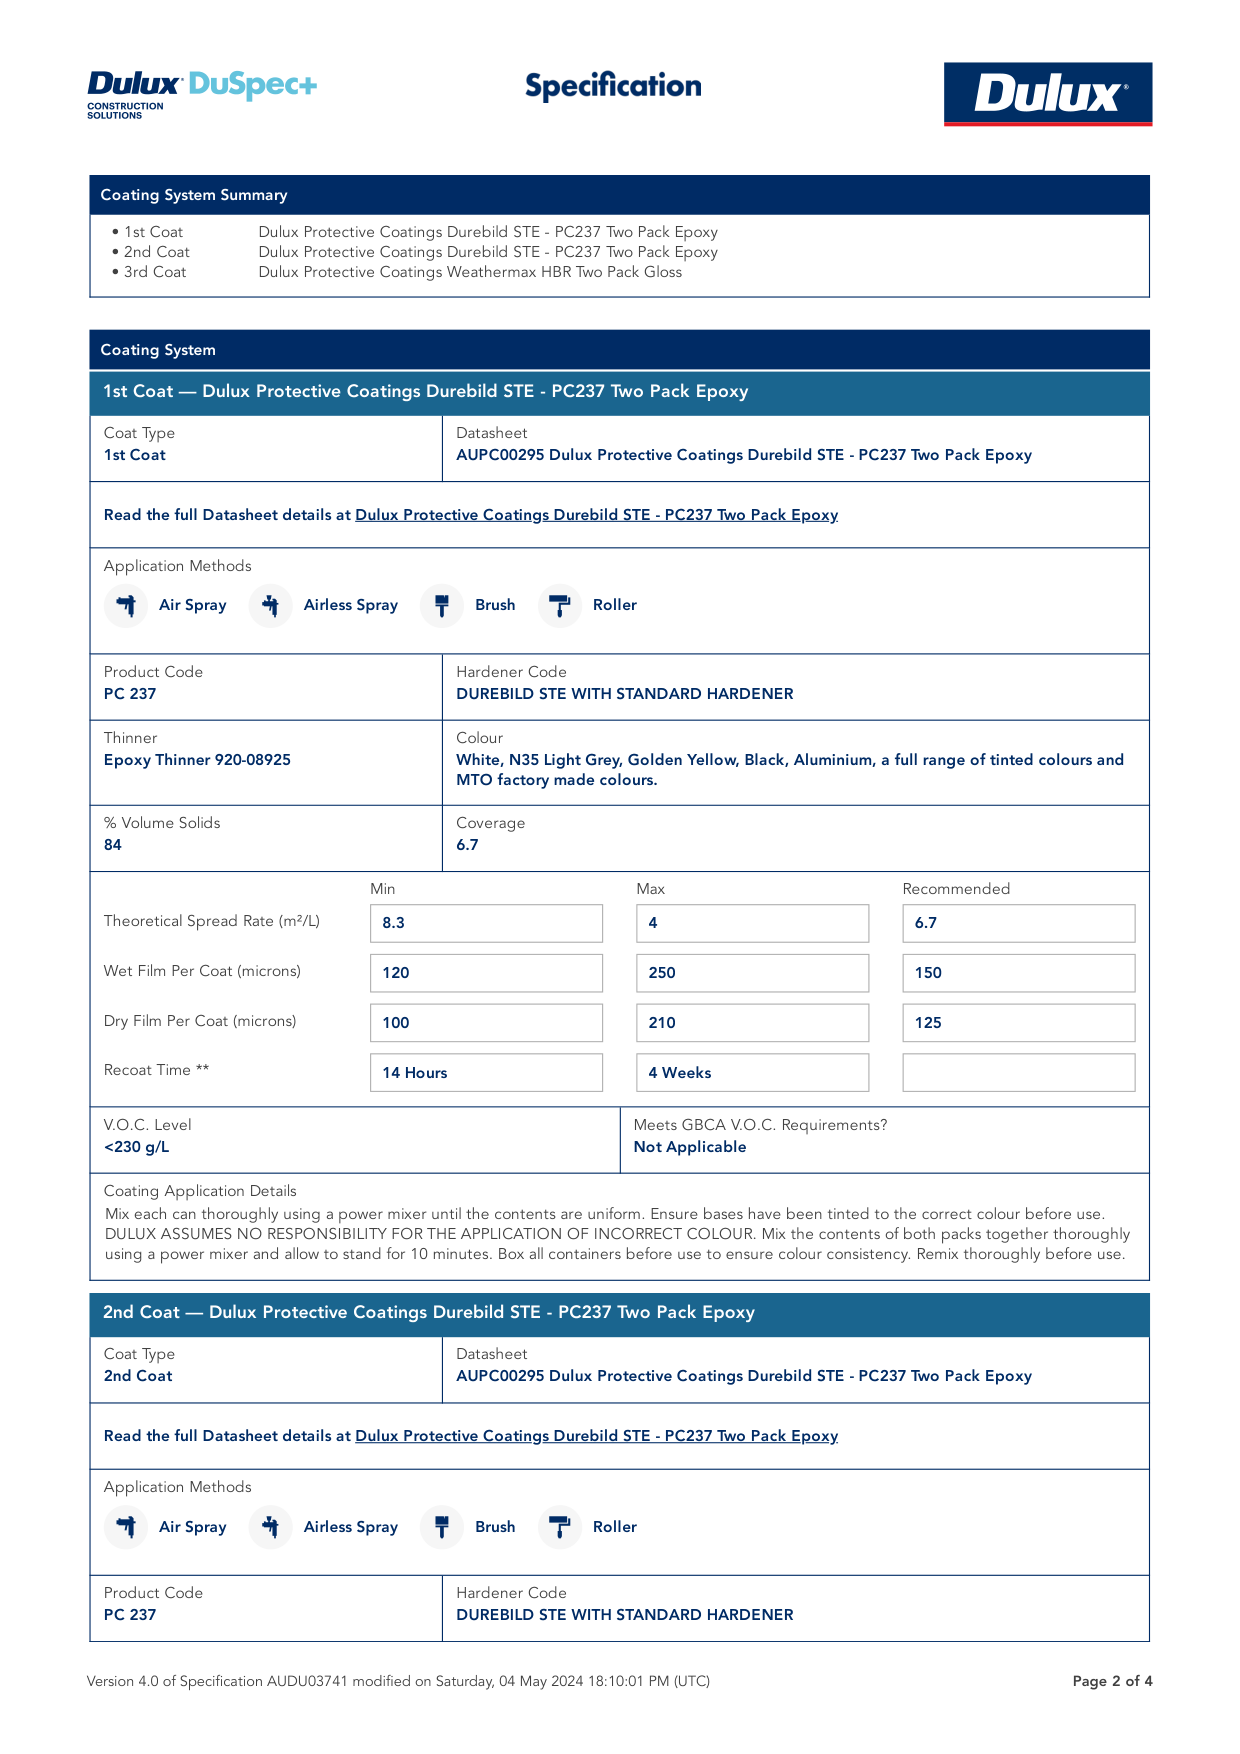 Dulux DuSpec+
CONSTRUCTION
SOLUTIONS
Specification
Dulux®
Coating System Summary
• 1st Coat Dulux Protective Coatings Durebild STE - PC237 Two Pack Epoxy
• 2nd Coat Dulux Protective Coatings Durebild STE - PC237 Two Pack Epoxy
• 3rd Coat Dulux Protective Coatings Weathermax HBR Two Pack Gloss
Coating System
1st Coat — Dulux Protective Coatings Durebild STE - PC237 Two Pack Epoxy
Coat Type Datasheet
1st Coat AUPC00295 Dulux Protective Coatings Durebild STE - PC237 Two Pack Epoxy
Read the full Datasheet details at Dulux Protective Coatings Durebild STE - PC237 Two Pack Epoxy
Application Methods
Air Spray Airless Spray Brush Roller
Product Code Hardener Code
PC 237 DUREBILD STE WITH STANDARD HARDENER
Thinner Colour
Epoxy Thinner 920-08925 White, N35 Light Grey, Golden Yellow, Black, Aluminium, a full range of tinted colours and
MTO factory made colours.
% Volume Solids Coverage
84 6.7
Min Max Recommended
Theoretical Spread Rate (m²/L) 8.3 4 6.7
Wet Film Per Coat (microns) 120 250 150
Dry Film Per Coat (microns) 100 210 125
Recoat Time ** 14 Hours 4 Weeks
V.O.C. Level Meets GBCA V.O.C. Requirements?
<230 g/L Not Applicable
Coating Application Details
Mix each can thoroughly using a power mixer until the contents are uniform. Ensure bases have been tinted to the correct colour before use.
DULUX ASSUMES NO RESPONSIBILITY FOR THE APPLICATION OF INCORRECT COLOUR. Mix the contents of both packs together thoroughly
using a power mixer and allow to stand for 10 minutes. Box all containers before use to ensure colour consistency. Remix thoroughly before use.
2nd Coat — Dulux Protective Coatings Durebild STE - PC237 Two Pack Epoxy
Coat Type Datasheet
2nd Coat AUPC00295 Dulux Protective Coatings Durebild STE - PC237 Two Pack Epoxy
Read the full Datasheet details at Dulux Protective Coatings Durebild STE - PC237 Two Pack Epoxy
Application Methods
Air Spray Airless Spray Brush Roller
Product Code Hardener Code
PC 237 DUREBILD STE WITH STANDARD HARDENER
Version 4.0 of Specification AUDU03741 modified on Saturday, 04 May 2024 18:10:01 PM (UTC) Page 2 of 4